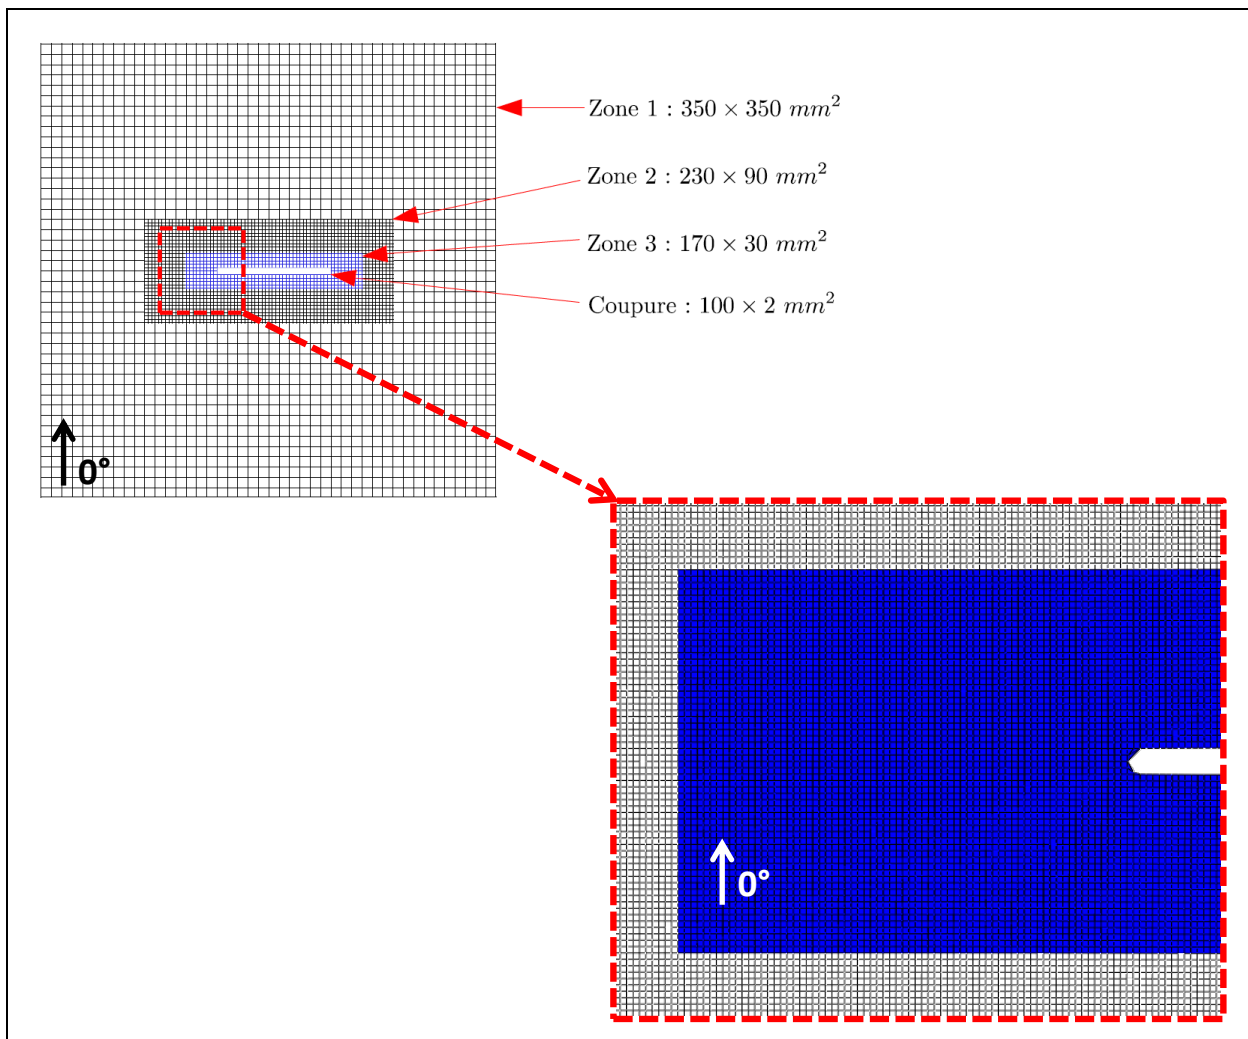 Zone 1 : 350 × 350 mm²
Zone 2 : 230 × 90 mm²
Zone 3 : 170 × 30 mm²
Coupure : 100 × 2 mm²
0°
0°